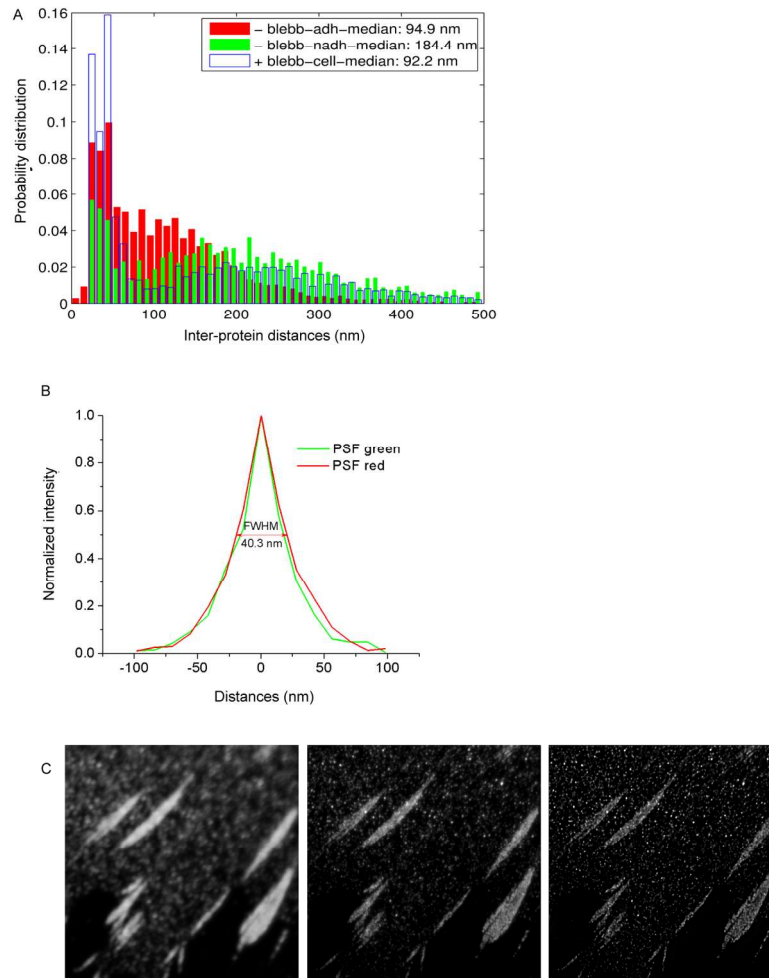 A
0.16
0.14
0.12
0.1
0.08
0.06
0.04
0.02
0
Probability distribution
– blebb–adh–median: 94.9 nm
– blebb–nadh–median: 184.4 nm
+ blebb–cell–median: 92.2 nm
0 100 200 300 400 500
Inter-protein distances (nm)
B
1.0
0.8
0.6
0.4
0.2
0.0
Normalized intensity
PSF green
PSF red
FWHM
40.3 nm
-100 -50 0 50 100
Distances (nm)
C